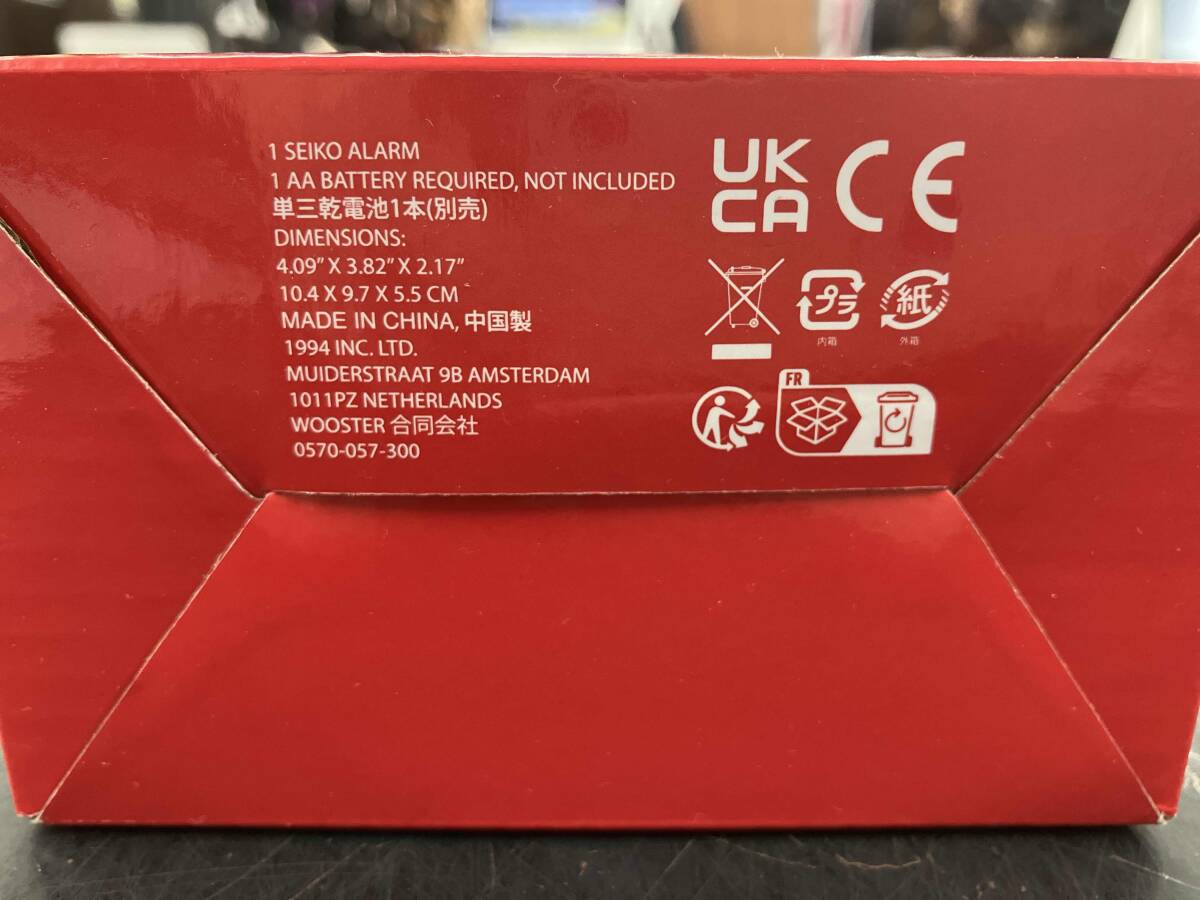 1 SEIKO ALARM
1 AA BATTERY REQUIRED, NOT INCLUDED
単三乾電池1本(別売)
DIMENSIONS:
4.09” X 3.82” X 2.17”
10.4 X 9.7 X 5.5 CM
MADE IN CHINA, 中国製
1994 INC. LTD.
MUIDERSTRAAT 9B AMSTERDAM
1011PZ NETHERLANDS
WOOSTER 合同会社
0570-057-300
UK
CA
CE
プラ
紙
内箱
外箱
FR